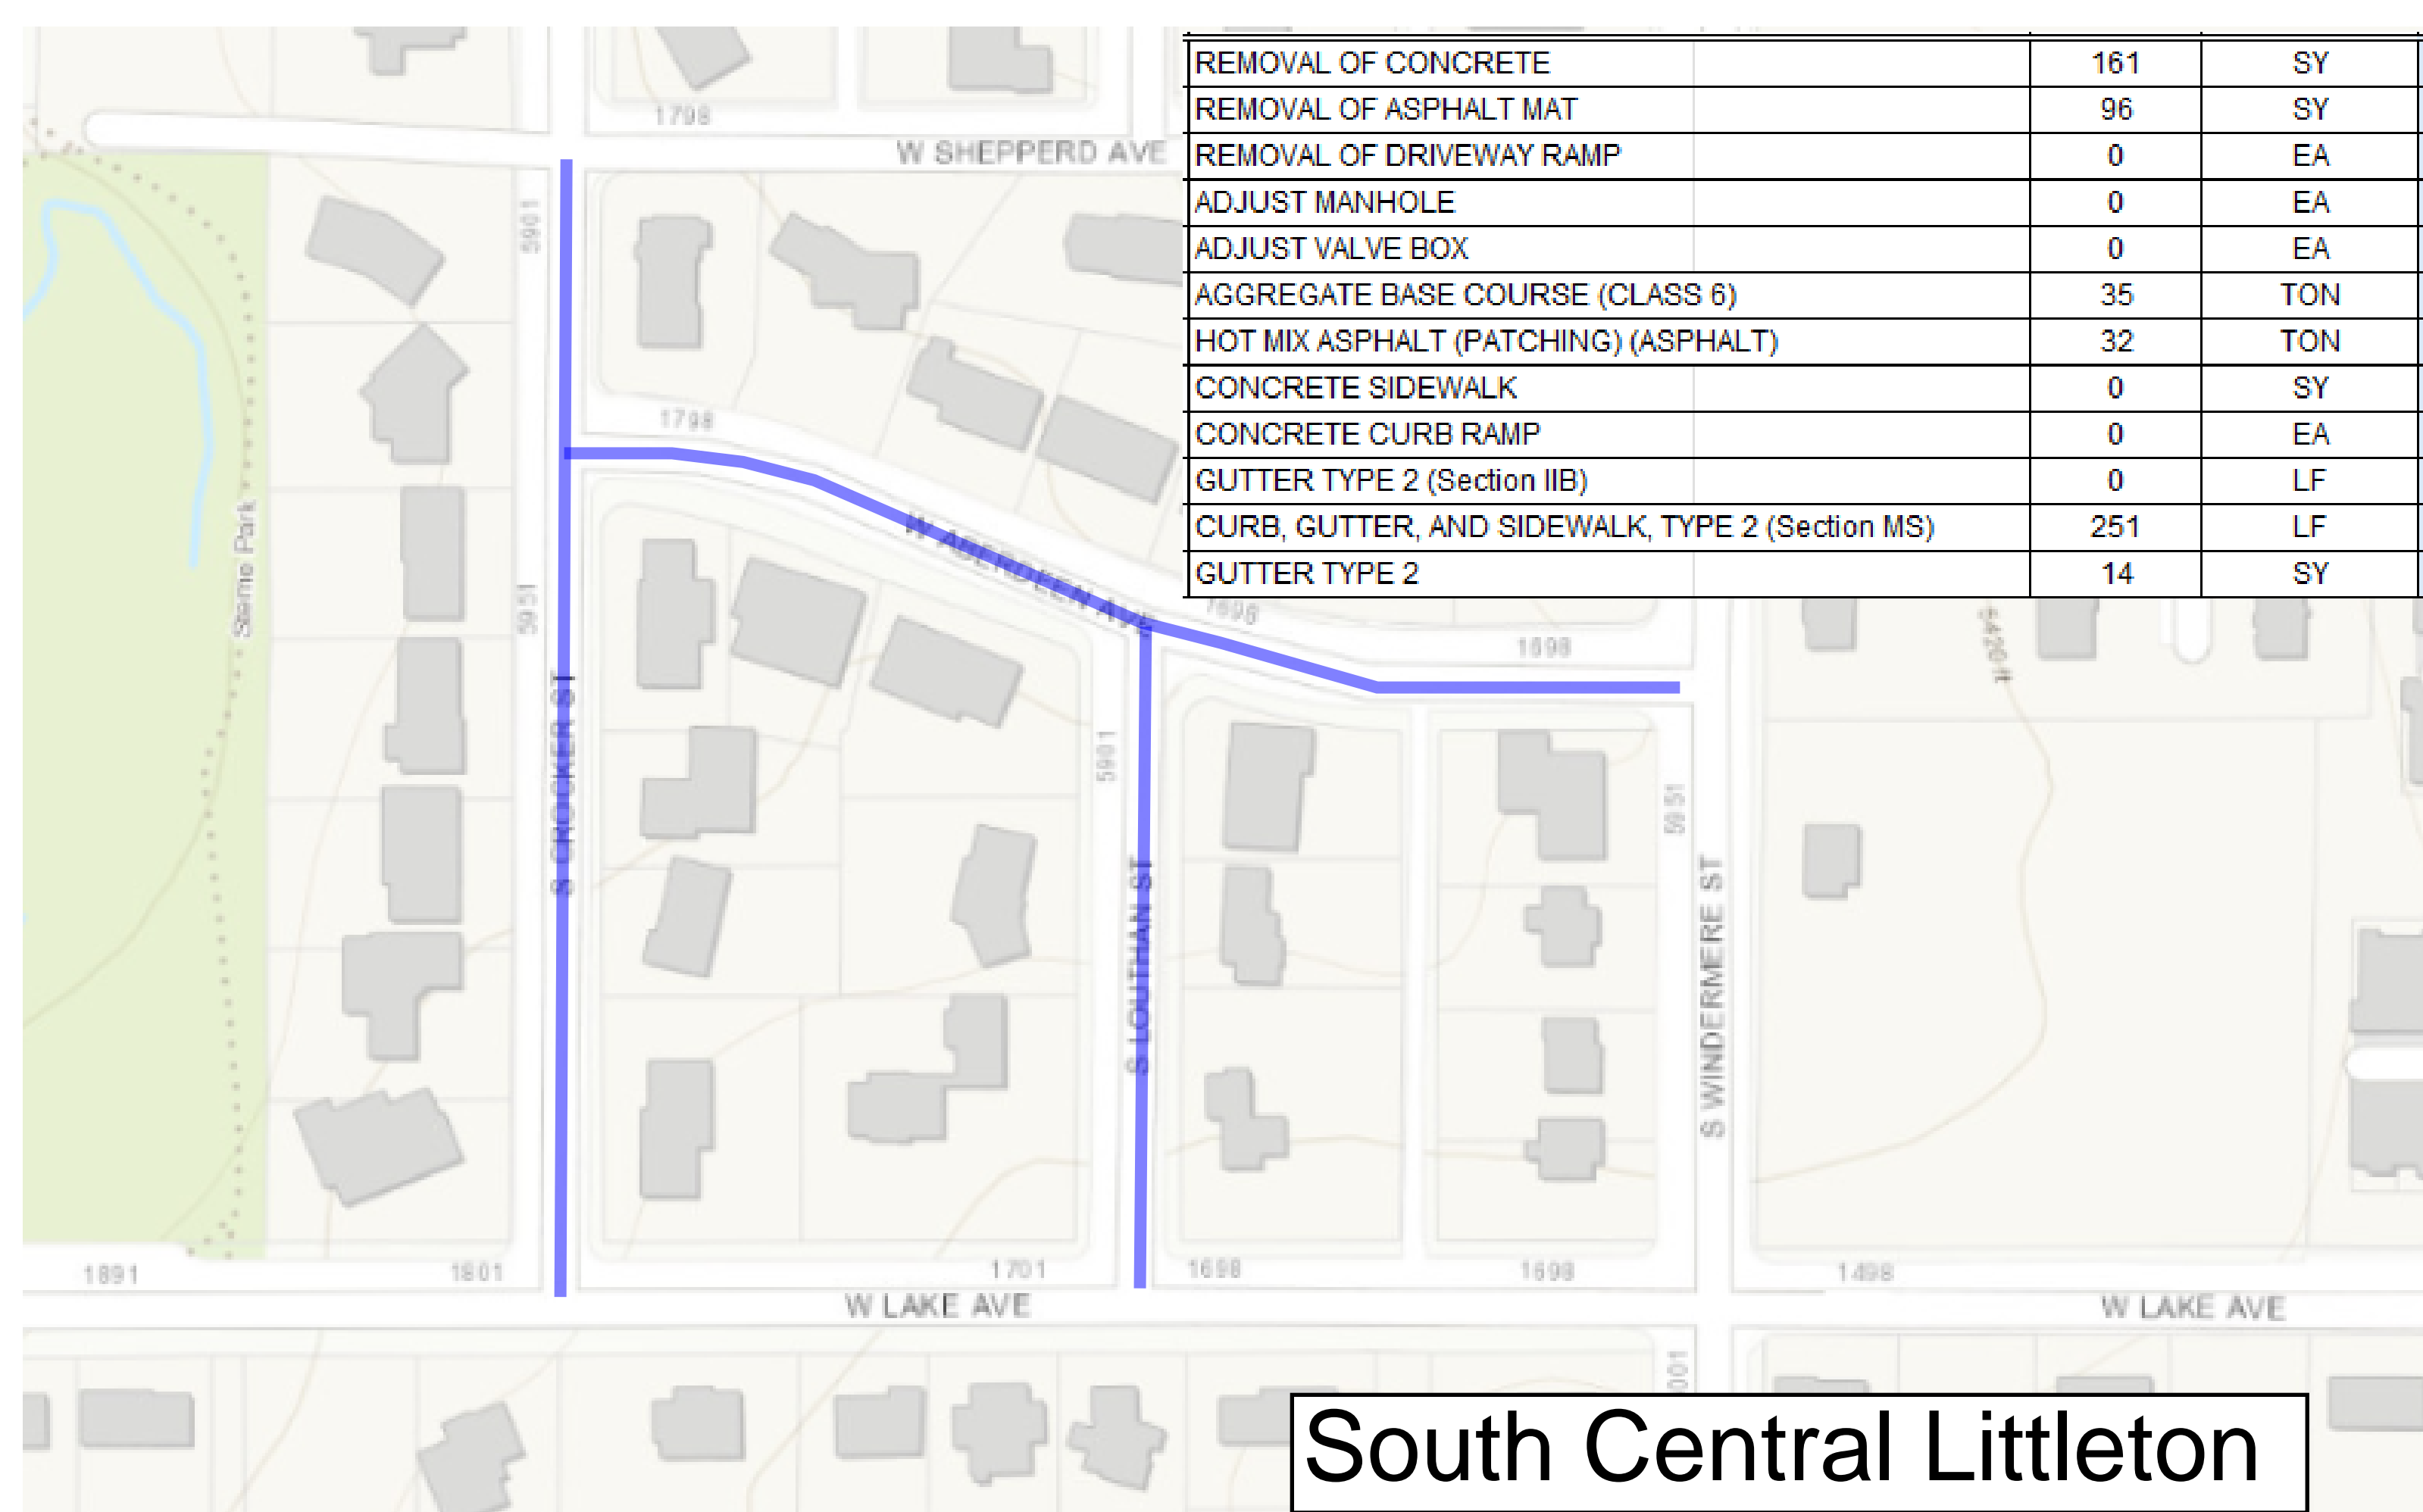 REMOVAL OF CONCRETE 161 SY
REMOVAL OF ASPHALT MAT 96 SY
REMOVAL OF DRIVEWAY RAMP 0 EA
ADJUST MANHOLE 0 EA
ADJUST VALVE BOX 0 EA
AGGREGATE BASE COURSE (CLASS 6) 35 TON
HOT MIX ASPHALT (PATCHING) (ASPHALT) 32 TON
CONCRETE SIDEWALK 0 SY
CONCRETE CURB RAMP 0 EA
GUTTER TYPE 2 (Section IIB) 0 LF
CURB, GUTTER, AND SIDEWALK, TYPE 2 (Section MS) 251 LF
GUTTER TYPE 2 14 SY
1798
W SHEPPERD AVE
5901
1798
Sterne Park
5951
W ABERDEEN AVE
1698
1698
5420 ft
S CROCKER ST
5901
5951
S LOUTHAN ST
S WINDERMERE ST
1891
1801
1701
1698
1698
1498
W LAKE AVE
W LAKE AVE
South Central Littleton